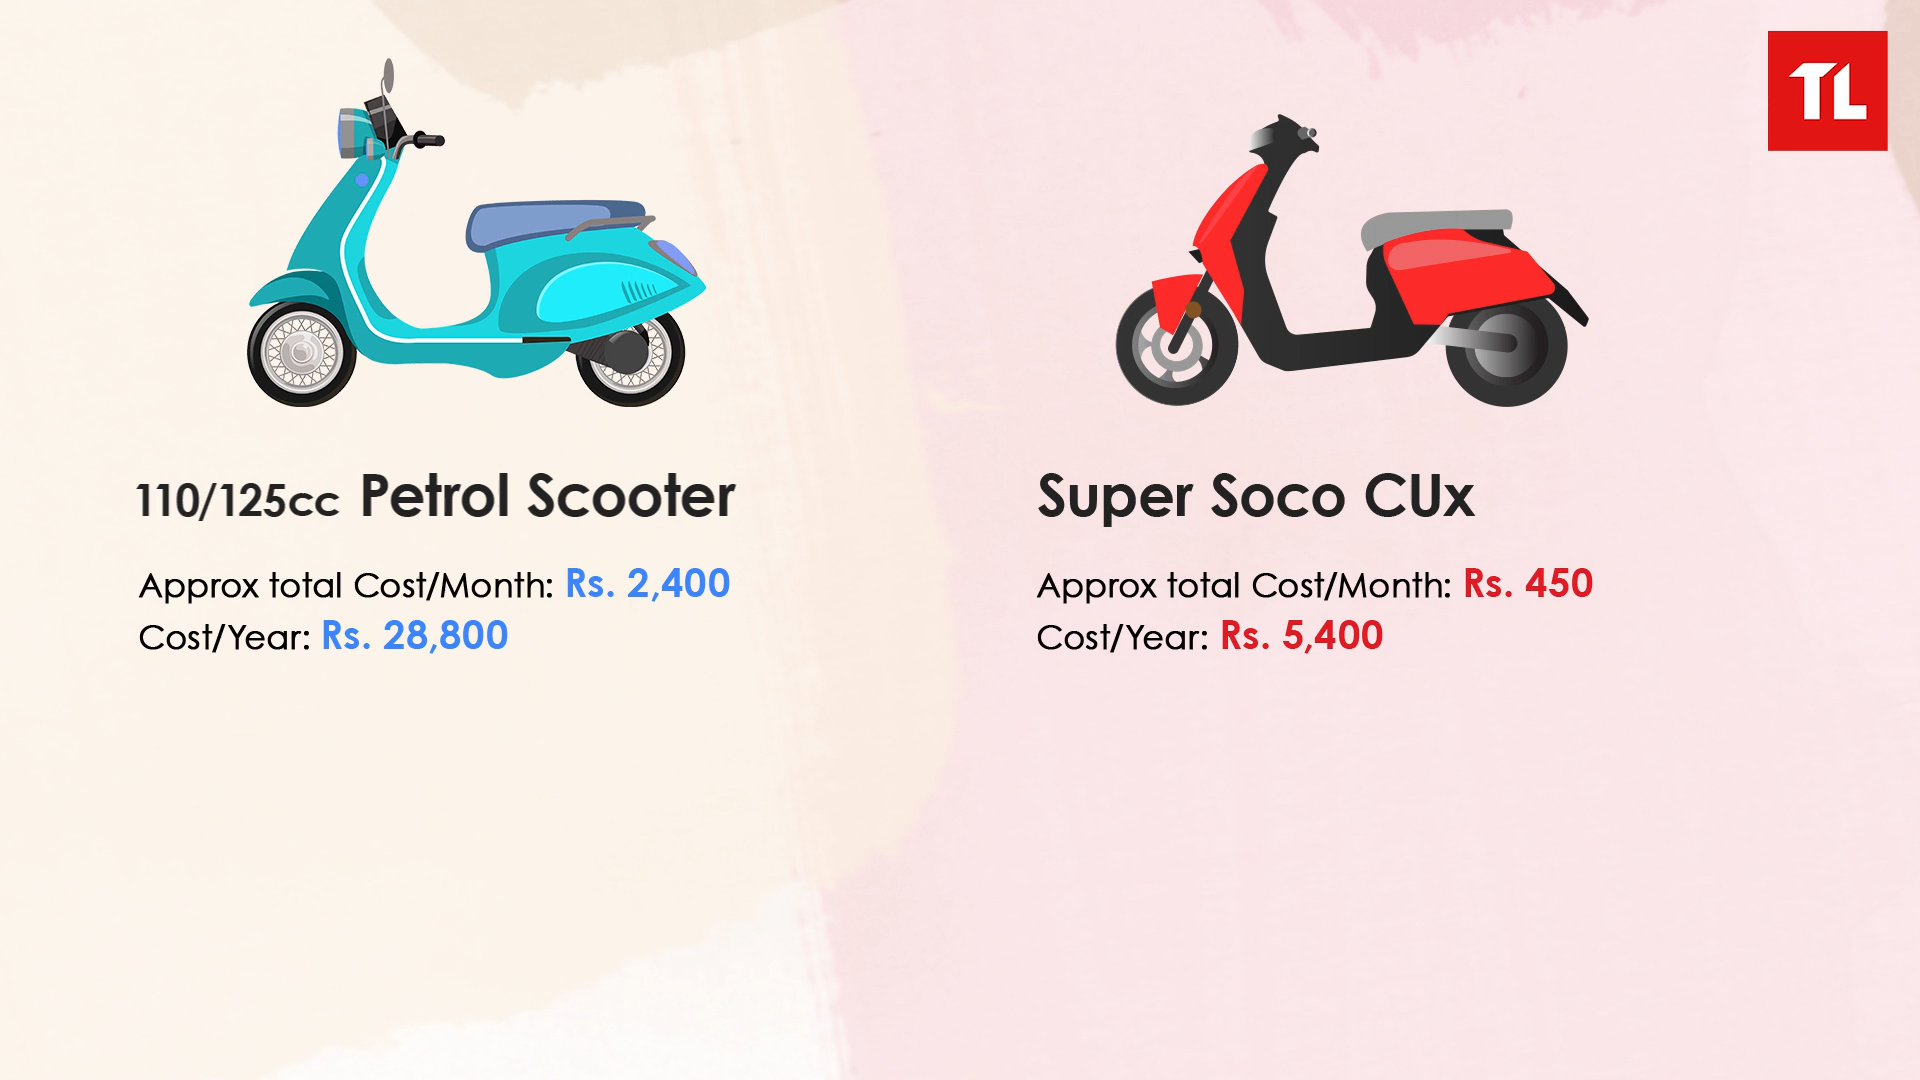 TL
110/125cc Petrol Scooter
Approx total Cost/Month: Rs. 2,400
Cost/Year: Rs. 28,800
Super Soco CUx
Approx total Cost/Month: Rs. 450
Cost/Year: Rs. 5,400